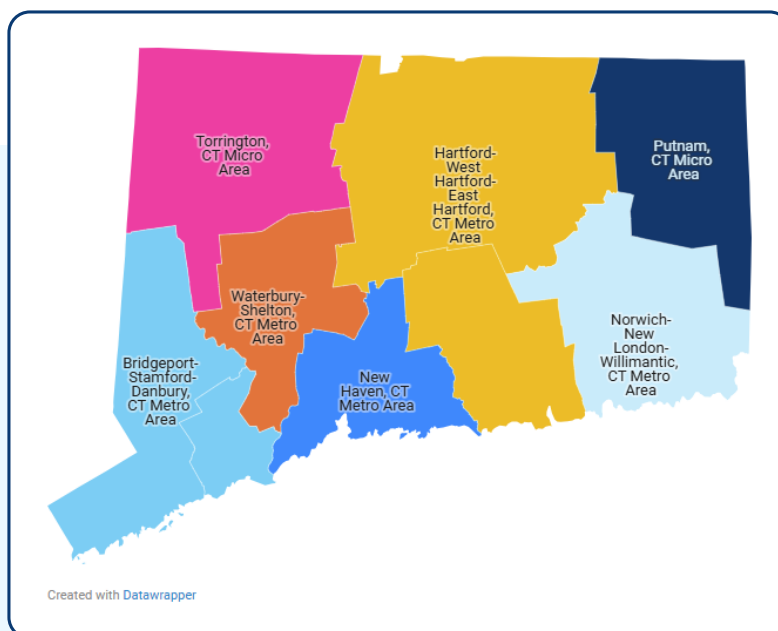 Torrington,
CT Micro
Area
Hartford-
West
Hartford-
East
Hartford,
CT Metro
Area
Putnam,
CT Micro
Area
Waterbury-
Shelton,
CT Metro
Area
Norwich-
New
London-
Willimantic,
CT Metro
Area
Bridgeport-
Stamford-
Danbury,
CT Metro
Area
New
Haven, CT
Metro Area
Created with Datawrapper